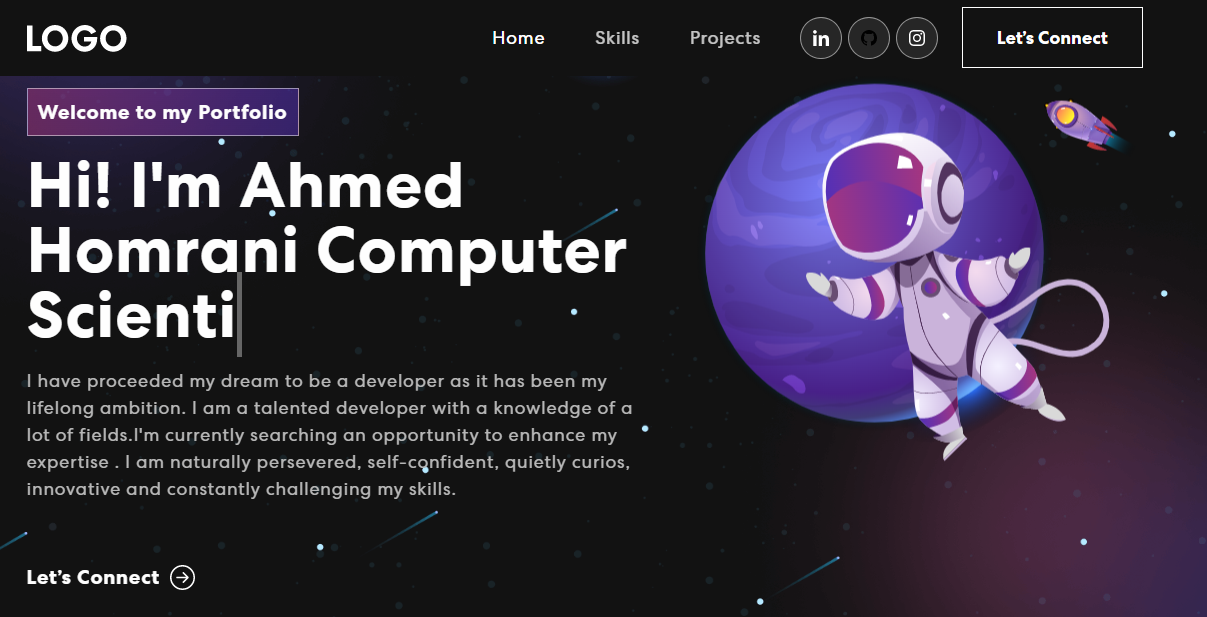 LOGO
Home Skills Projects in Let's Connect
Welcome to my Portfolio
Hi! I'm Ahmed
Homrani Computer
Scienti
I have proceeded my dream to be a developer as it has been my
lifelong ambition. I am a talented developer with a knowledge of a
lot of fields.I'm currently searching an opportunity to enhance my
expertise . I am naturally persevered, self-confident, quietly curios,
innovative and constantly challenging my skills.
Let's Connect